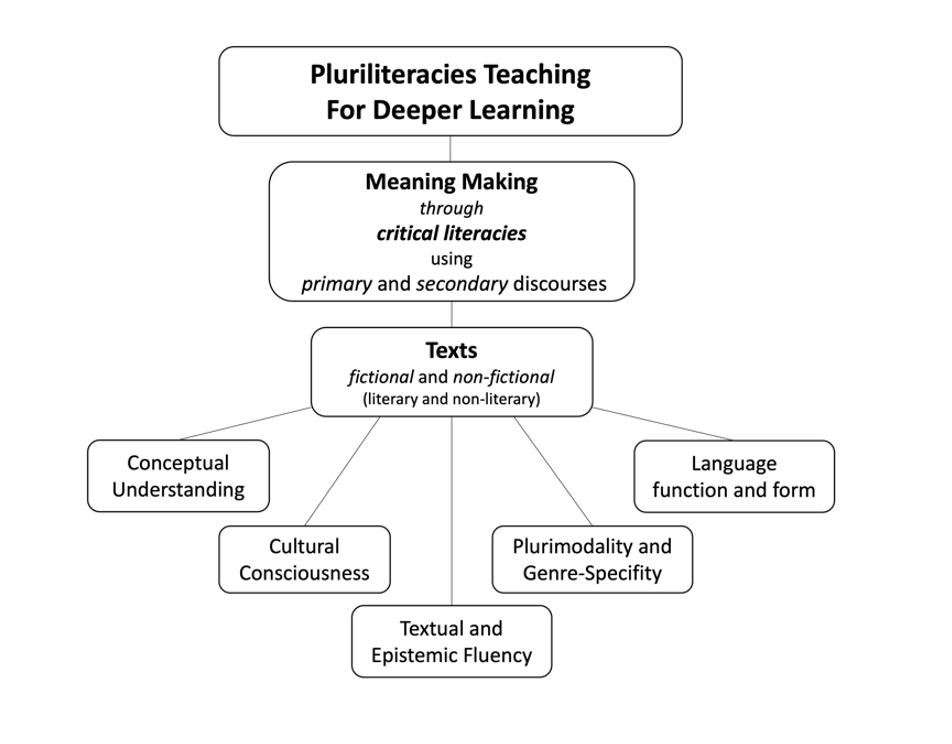 Pluriliteracies Teaching
For Deeper Learning
Meaning Making
through
critical literacies
using
primary and secondary discourses
Texts
fictional and non-fictional
(literary and non-literary)
Conceptual
Understanding
Language
function and form
Cultural
Consciousness
Plurimodality and
Genre-Specifity
Textual and
Epistemic Fluency